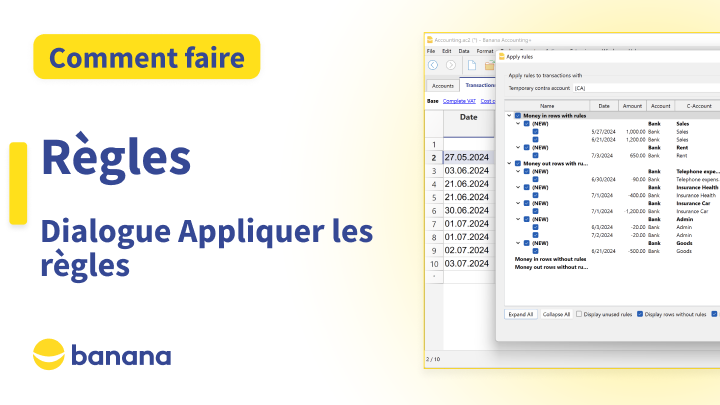 Comment faire
Règles
Dialogue Appliquer les
règles
banana
Accounting.ac2 [*] - Banana Accounting+
File Edit Data Format
Accounts Transactions
Base Complete VAT Cost c
Date
1
2 27.05.2024
3 03.06.2024
4 21.06.2024
5 21.06.2024
6 30.06.2024
7 01.07.2024
8 01.07.2024
9 02.07.2024
10 03.07.2024
*
2 / 10
Apply rules
Apply rules to transactions with
Temporary contra account [CA]
Name Date Amount Account C-Account
Money in rows with rules
(NEW) Bank Sales
5/27/2024 1,000.00 Bank Sales
6/21/2024 1,200.00 Bank Sales
(NEW) Bank Rent
7/3/2024 650.00 Bank Rent
Money out rows with ru...
(NEW) Bank Telephone expe...
6/30/2024 90.00 Bank Telephone expens
(NEW) Bank Insurance Health
7/1/2024 -400.00 Bank Insurance Health
(NEW) Bank Insurance Car
7/1/2024 -1,200.00 Bank Insurance Car
(NEW) Bank Admin
6/3/2024 -20.00 Bank Admin
7/2/2024 -20.00 Bank Admin
(NEW) Bank Goods
6/21/2024 -500.00 Bank Goods
Money in rows without rules
Money out rows without ru...
Expand All Collapse All Display unused rules Display rows without rules